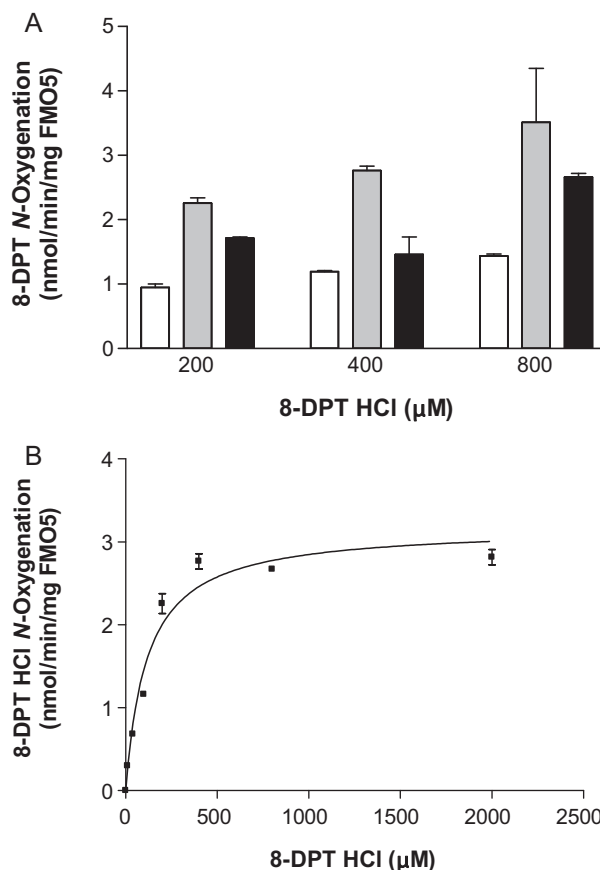 A
8-DPT N-Oxygenation
(nmol/min/mg FMO5)
5
4
3
2
1
0
200 400 800
8-DPT HCl (µM)
B
8-DPT HCl N-Oxygenation
(nmol/min/mg FMO5)
4
3
2
1
0
0 500 1000 1500 2000 2500
8-DPT HCl (µM)